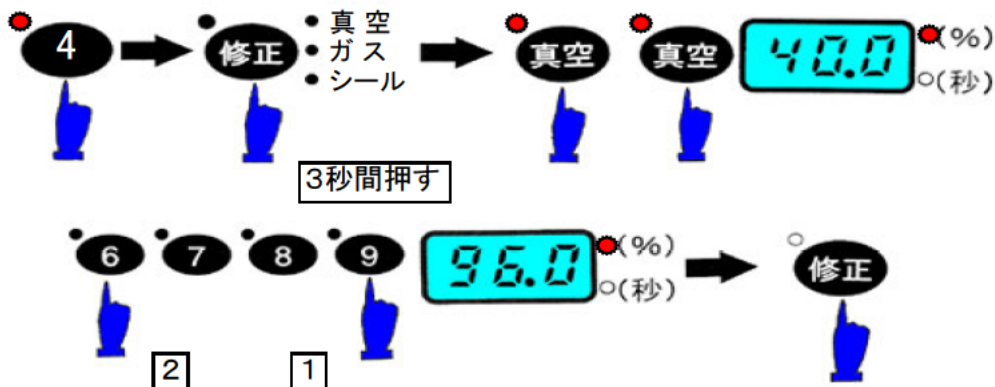 4
修正
真空
ガス
シール
真空
真空
40.0
(%)
(秒)
3秒間押す
6
7
8
9
96.0
(%)
(秒)
修正
2
1